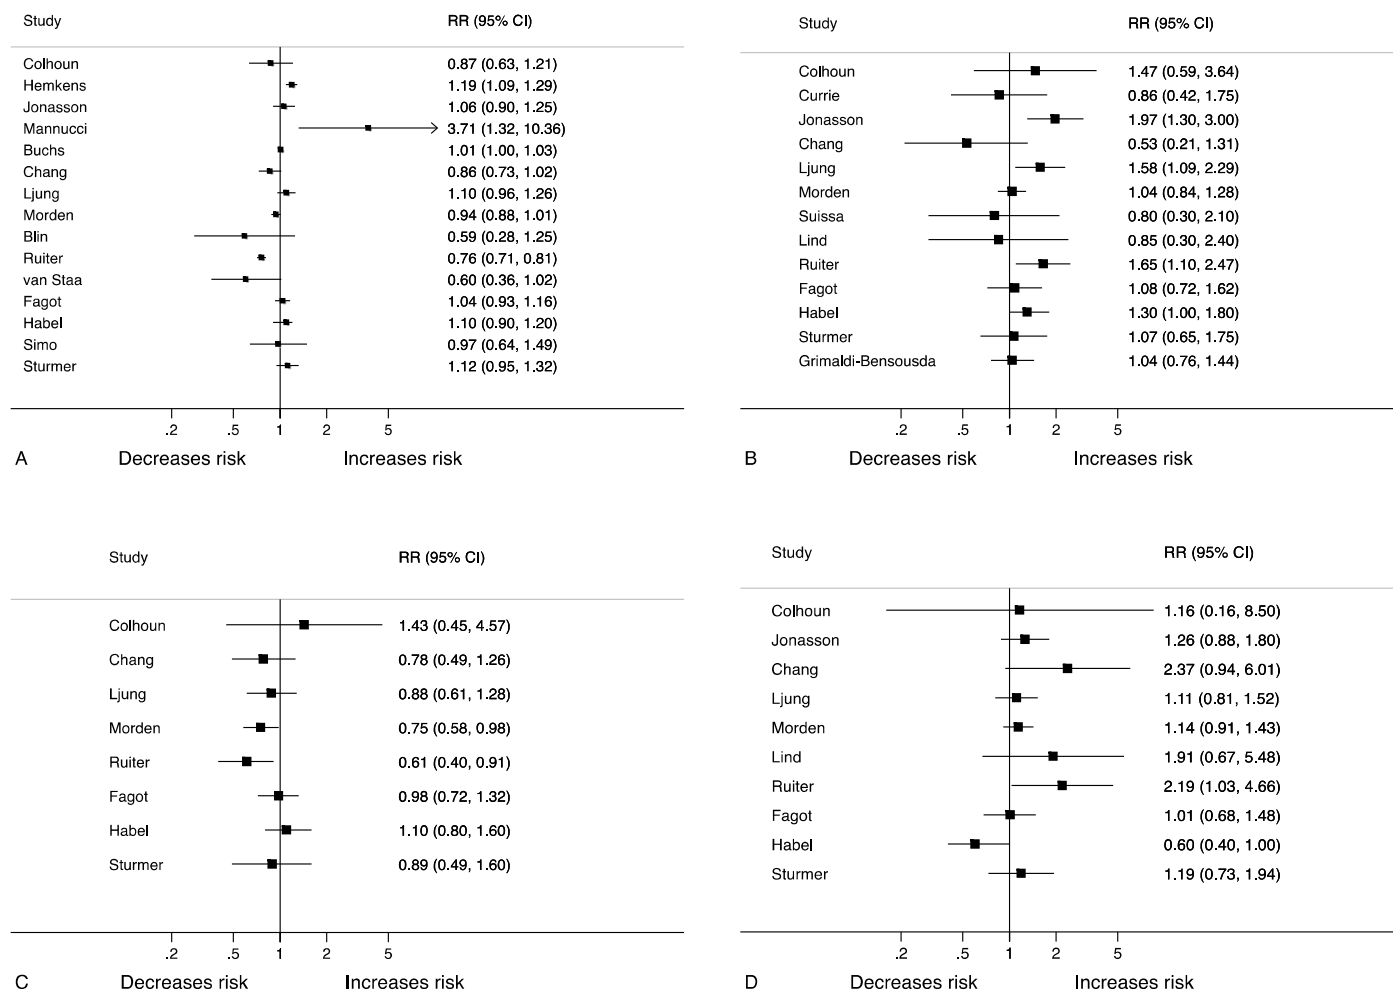 Study RR (95% CI)
Colhoun 0.87 (0.63, 1.21)
Hemkens 1.19 (1.09, 1.29)
Jonasson 1.06 (0.90, 1.25)
Mannucci 3.71 (1.32, 10.36)
Buchs 1.01 (1.00, 1.03)
Chang 0.86 (0.73, 1.02)
Ljung 1.10 (0.96, 1.26)
Morden 0.94 (0.88, 1.01)
Blin 0.59 (0.28, 1.25)
Ruiter 0.76 (0.71, 0.81)
van Staa 0.60 (0.36, 1.02)
Fagot 1.04 (0.93, 1.16)
Habel 1.10 (0.90, 1.20)
Simo 0.97 (0.64, 1.49)
Sturmer 1.12 (0.95, 1.32)
.2 .5 1 2 5
A Decreases risk Increases risk
Study RR (95% CI)
Colhoun 1.47 (0.59, 3.64)
Currie 0.86 (0.42, 1.75)
Jonasson 1.97 (1.30, 3.00)
Chang 0.53 (0.21, 1.31)
Ljung 1.58 (1.09, 2.29)
Morden 1.04 (0.84, 1.28)
Suissa 0.80 (0.30, 2.10)
Lind 0.85 (0.30, 2.40)
Ruiter 1.65 (1.10, 2.47)
Fagot 1.08 (0.72, 1.62)
Habel 1.30 (1.00, 1.80)
Sturmer 1.07 (0.65, 1.75)
Grimaldi-Bensousda 1.04 (0.76, 1.44)
.2 .5 1 2 5
B Decreases risk Increases risk
Study RR (95% CI)
Colhoun 1.43 (0.45, 4.57)
Chang 0.78 (0.49, 1.26)
Ljung 0.88 (0.61, 1.28)
Morden 0.75 (0.58, 0.98)
Ruiter 0.61 (0.40, 0.91)
Fagot 0.98 (0.72, 1.32)
Habel 1.10 (0.80, 1.60)
Sturmer 0.89 (0.49, 1.60)
.2 .5 1 2 5
C Decreases risk Increases risk
Study RR (95% CI)
Colhoun 1.16 (0.16, 8.50)
Jonasson 1.26 (0.88, 1.80)
Chang 2.37 (0.94, 6.01)
Ljung 1.11 (0.81, 1.52)
Morden 1.14 (0.91, 1.43)
Lind 1.91 (0.67, 5.48)
Ruiter 2.19 (1.03, 4.66)
Fagot 1.01 (0.68, 1.48)
Habel 0.60 (0.40, 1.00)
Sturmer 1.19 (0.73, 1.94)
.2 .5 1 2 5
D Decreases risk Increases risk